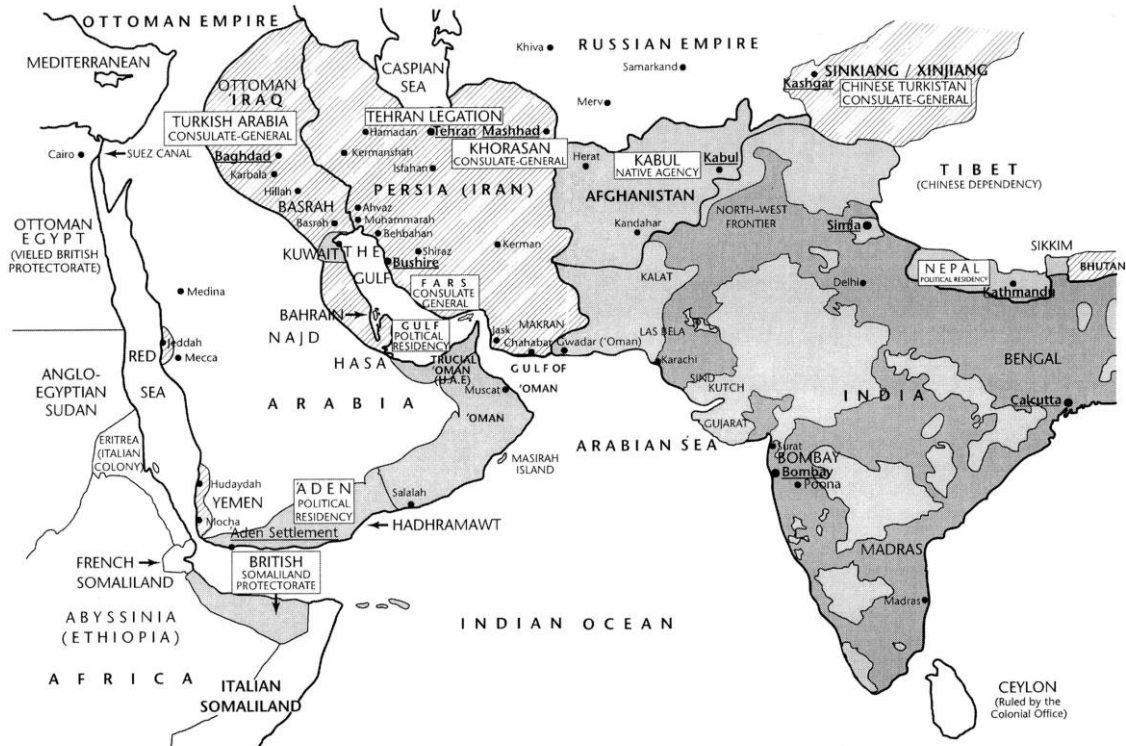 OTTOMAN EMPIRE
MEDITERRANEAN
CASPIAN
SEA
Khiva
RUSSIAN EMPIRE
Samarkand
Merv
SINKIANG / XINJIANG
Kashgar
CHINESE TURKISTAN
CONSULATE-GENERAL
OTTOMAN
IRAQ
TURKISH ARABIA
CONSULATE-GENERAL
Baghdad
Karbala
Hillah
BASRAH
Basrah
KUWAIT
TEHRAN LEGATION
Hamadan
Tehran
Mashhad
KHORASAN
CONSULATE-GENERAL
Kermanshah
Isfahan
PERSIA (IRAN)
Ahvaz
Muhammarah
Behbahan
Shiraz
Bushire
Kerman
FARS
CONSULATE
GENERAL
THE
GULF
Herat
KABUL
NATIVE AGENCY
Kabul
AFGHANISTAN
Kandahar
NORTH–WEST
FRONTIER
TIBET
(CHINESE DEPENDENCY)
Simla
Cairo
SUEZ CANAL
OTTOMAN
EGYPT
(VIELED BRITISH
PROTECTORATE)
Medina
Jeddah
Mecca
RED
SEA
NAJD
BAHRAIN
HASA
GULF
POLTICAL
RESIDENCY
TRUCIAL
'OMAN
(U.A.E)
Jask
MAKRAN
Chahabar
Gwadar ('Oman)
GULF OF
'OMAN
Muscat
'OMAN
KALAT
LAS BELA
Karachi
SIND
KUTCH
GUJARAT
Delhi
NEPAL
POLITICAL RESIDENCY
Kathmandu
SIKKIM
BHUTAN
BENGAL
INDIA
Calcutta
ANGLO-
EGYPTIAN
SUDAN
ARABIA
ARABIAN SEA
MASIRAH
ISLAND
Surat
BOMBAY
Bombay
Poona
ERITREA
(ITALIAN
COLONY)
Hudaydah
YEMEN
Mocha
'ADEN
POLITICAL
RESIDENCY
Salalah
HADHRAMAWT
'Aden Settlement
FRENCH
SOMALILAND
BRITISH
SOMALILAND
PROTECTORATE
MADRAS
Madras
ABYSSINIA
(ETHIOPIA)
INDIAN OCEAN
AFRICA
ITALIAN
SOMALILAND
CEYLON
(Ruled by the
Colonial Office)